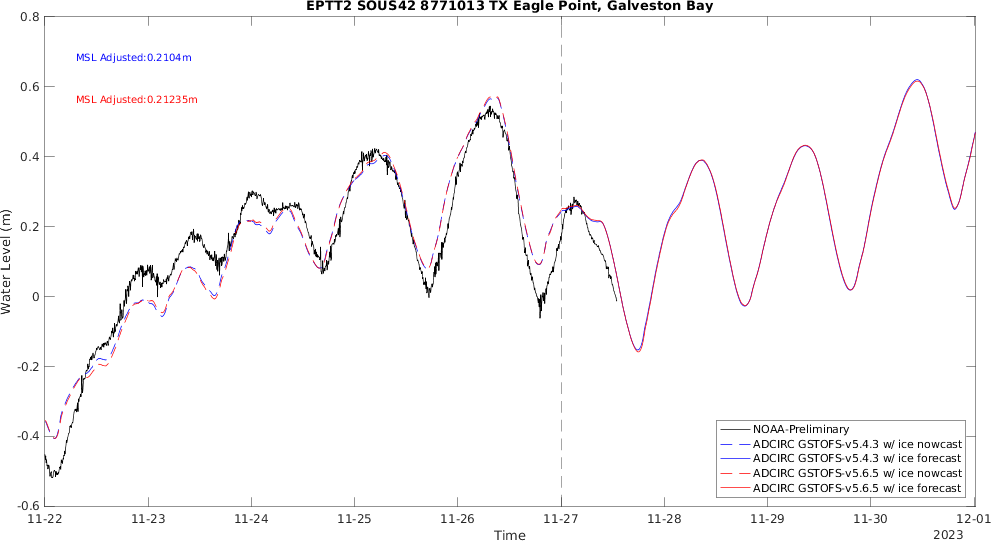 EPTT2 SOUS42 8771013 TX Eagle Point, Galveston Bay
MSL Adjusted:0.2104m
MSL Adjusted:0.21235m
Water Level (m)
0.8
0.6
0.4
0.2
0
-0.2
-0.4
-0.6
NOAA-Preliminary
ADCIRC GSTOFS-v5.4.3 w/ ice nowcast
ADCIRC GSTOFS-v5.4.3 w/ ice forecast
ADCIRC GSTOFS-v5.6.5 w/ ice nowcast
ADCIRC GSTOFS-v5.6.5 w/ ice forecast
11-22 11-23 11-24 11-25 11-26 11-27 11-28 11-29 11-30 12-01
Time
2023